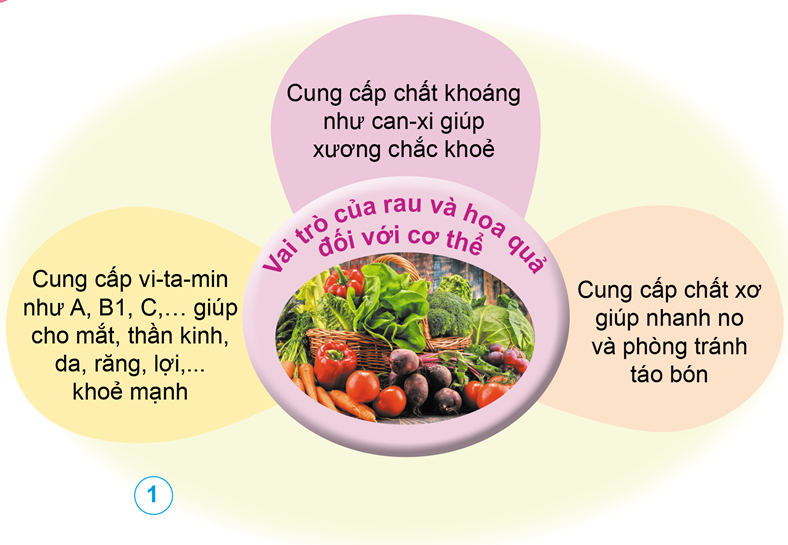 Cung cấp chất khoáng
như can-xi giúp
xương chắc khoẻ
Vai trò của rau và hoa quả
đối với cơ thể
Cung cấp vi-ta-min
như A, B1, C,... giúp
cho mắt, thần kinh,
da, răng, lợi,...
khoẻ mạnh
Cung cấp chất xơ
giúp nhanh no
và phòng tránh
táo bón
1